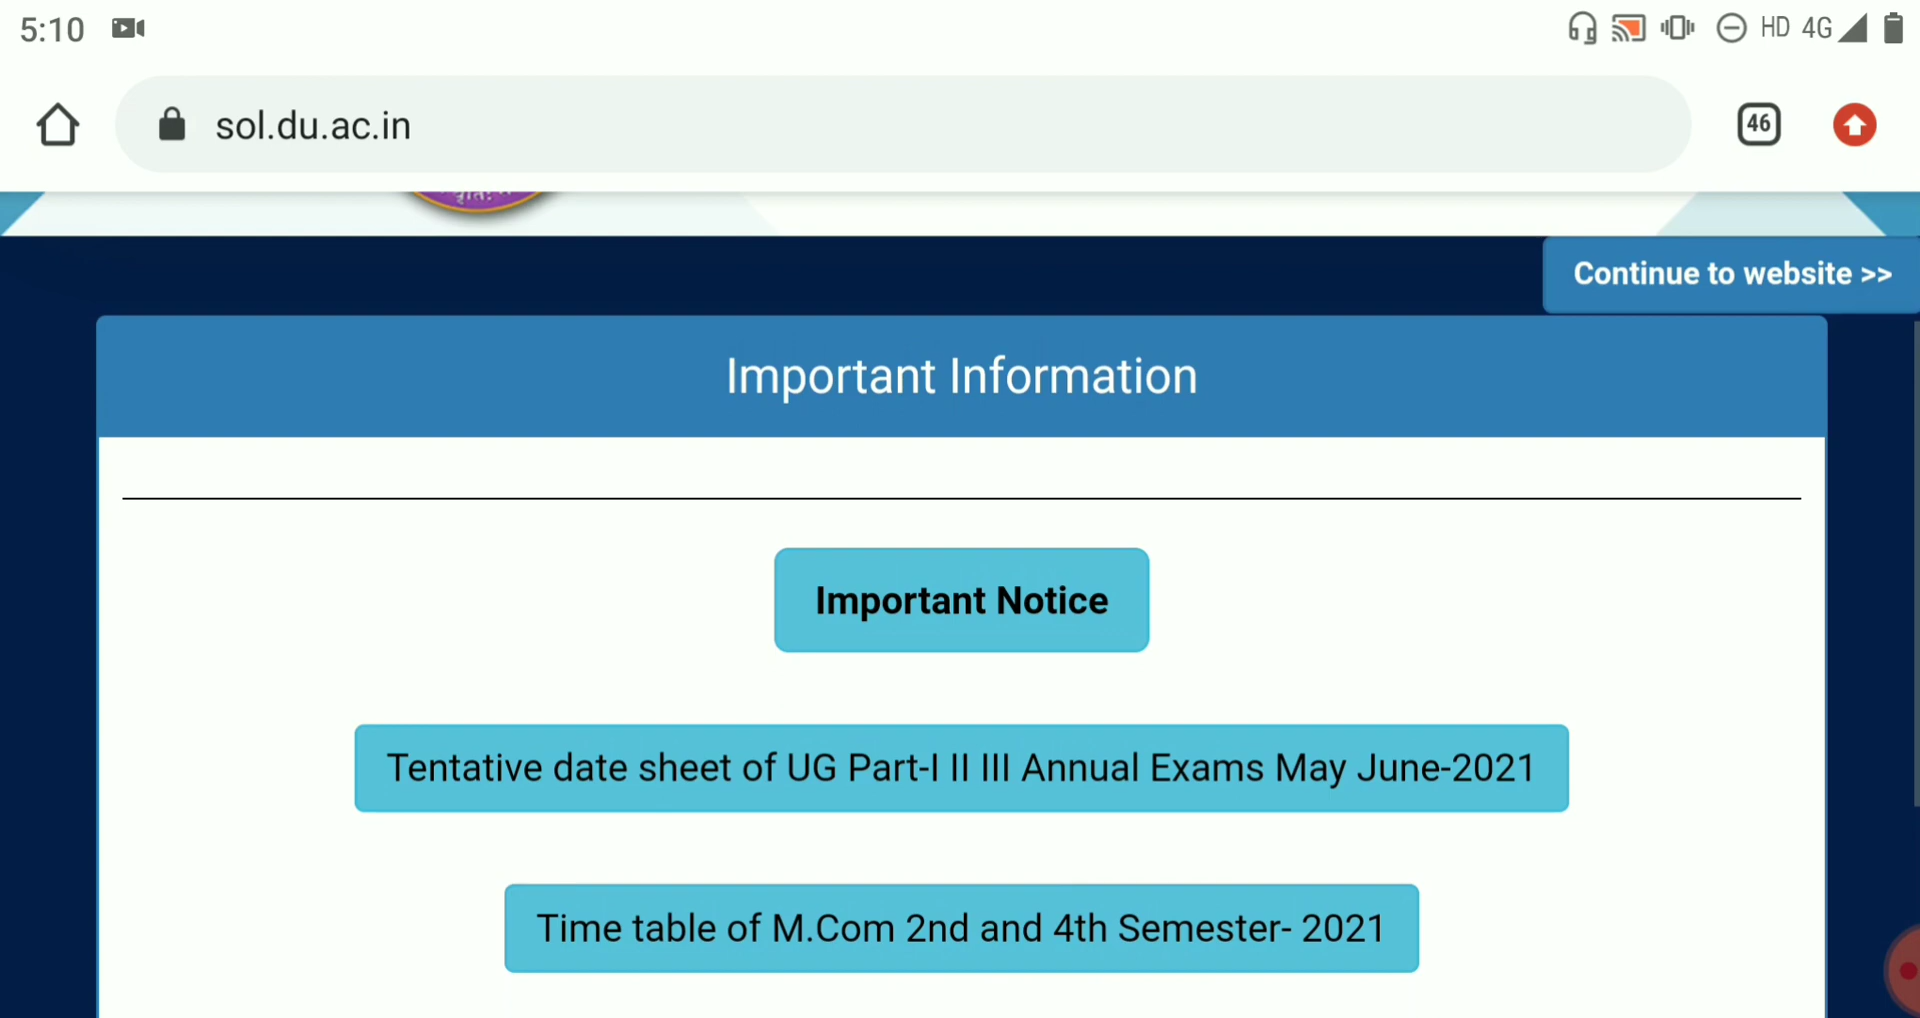 5:10 HD 4G
sol.du.ac.in 46
Continue to website >>
Important Information
Important Notice
Tentative date sheet of UG Part-I II III Annual Exams May June-2021
Time table of M.Com 2nd and 4th Semester- 2021